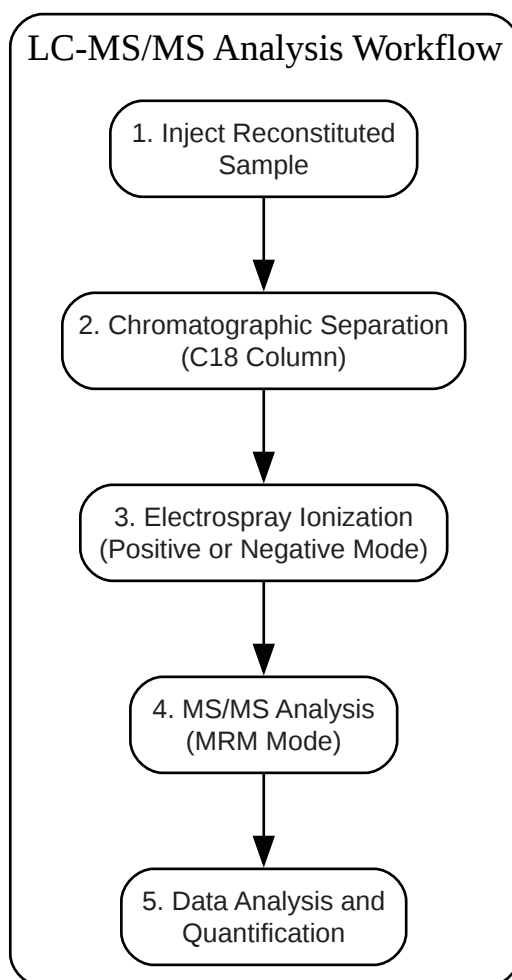 LC-MS/MS Analysis Workflow
1. Inject Reconstituted
Sample
2. Chromatographic Separation
(C18 Column)
3. Electrospray Ionization
(Positive or Negative Mode)
4. MS/MS Analysis
(MRM Mode)
5. Data Analysis and
Quantification